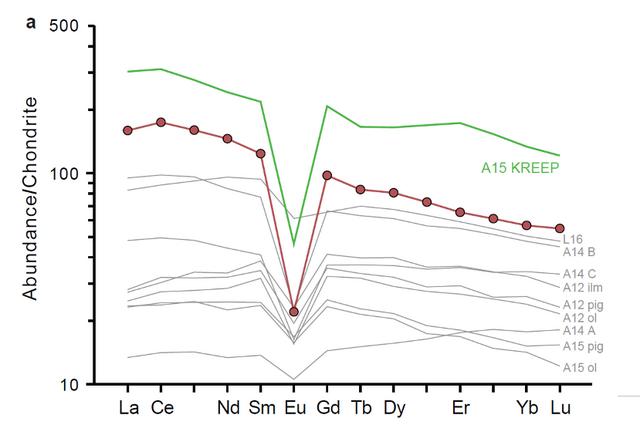 a
500
100
10
Abundance/Chondrite
A15 KREEP
L16
A14 B
A14 C
A12 ilm
A12 pig
A12 ol
A14 A
A15 pig
A15 ol
La Ce Nd Sm Eu Gd Tb Dy Er Yb Lu